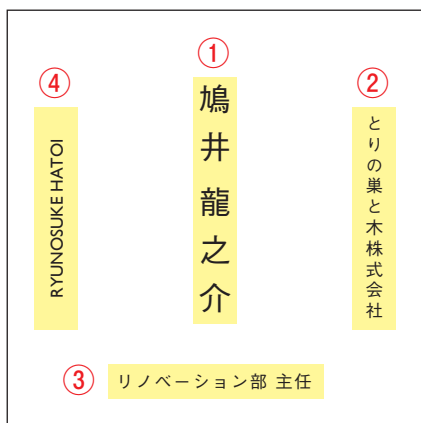 ①
鳩井 龍之介
②
とりの巣と木株式会社
③
リノベーション部 主任
④
RYUNOSUKE HATOI